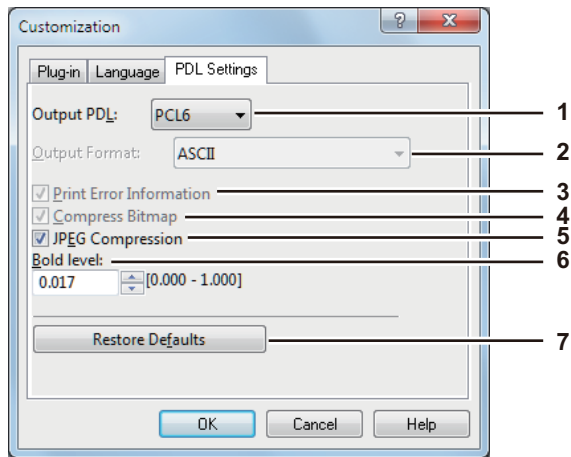 Customization
Plug-in Language PDL Settings
Output PDL: PCL6 1
Output Format: ASCII 2
Print Error Information 3
Compress Bitmap 4
JPEG Compression 5
Bold level: 6
0.017 [0.000 - 1.000]
Restore Defaults 7
OK Cancel Help